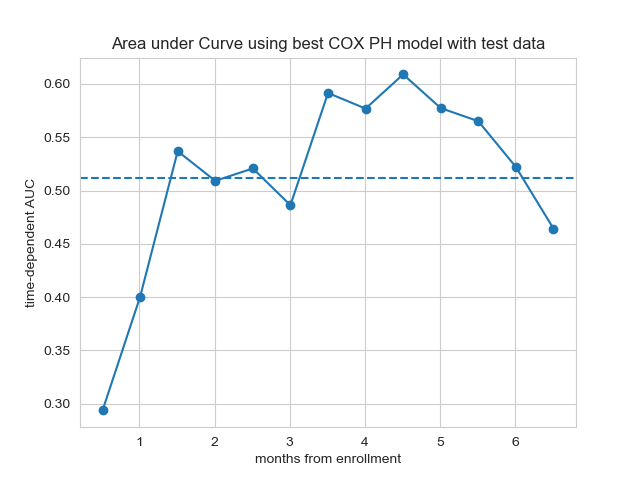 Area under Curve using best COX PH model with test data
time-dependent AUC
0.60
0.55
0.50
0.45
0.40
0.35
0.30
1 2 3 4 5 6
months from enrollment